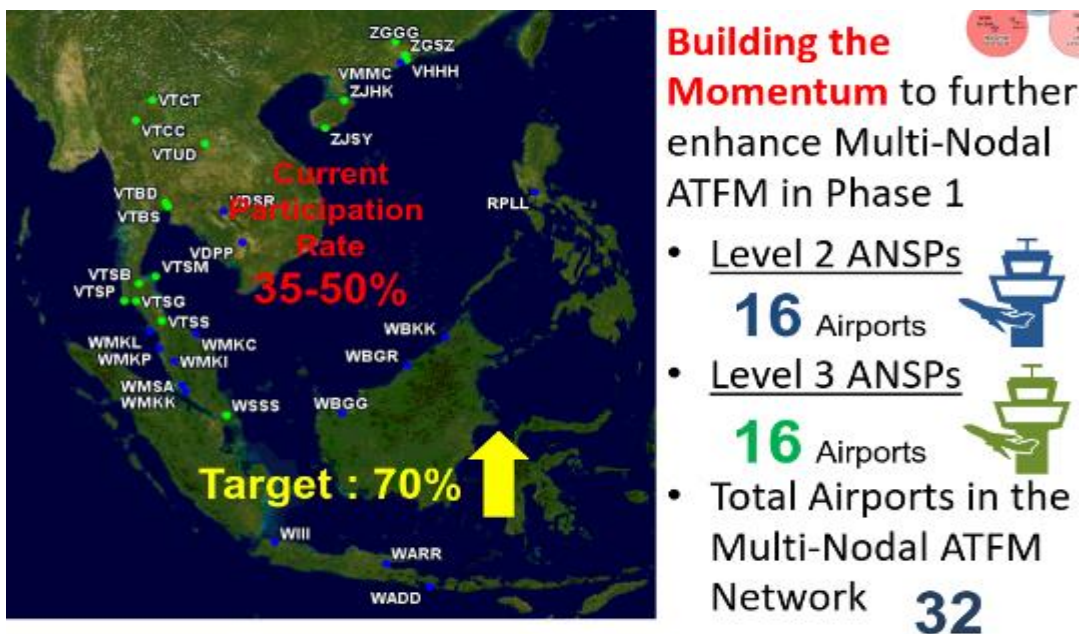 ZGGG
ZGSZ
VMMC
VHHH
ZJHK
VTCT
ZJSY
VTCC
VTUD
Current
VTBD
VDSR
Participation
VTBS
RPLL
Rate
VDPP
VTSB
VTSM
35-50%
VTSP
VTSG
VTSS
WBKK
WMKL
WMKC
WMKP
WMKI
WBGR
WMSA
WMKK
WSSS
WBGG
Target : 70%
WIII
WARR
WADD
Building the
Momentum to further
enhance Multi-Nodal
ATFM in Phase 1
• Level 2 ANSPs
16 Airports
• Level 3 ANSPs
16 Airports
• Total Airports in the
Multi-Nodal ATFM
Network 32